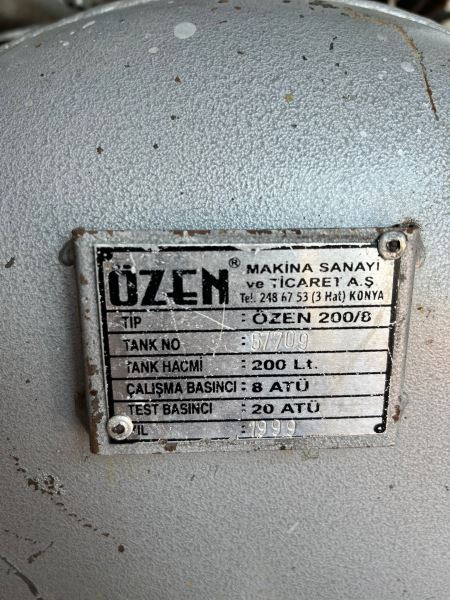 ÖZEN® MAKİNA SANAYİ
ve TİCARET A.Ş
Tel. 248 67 53 (3 Hat) KONYA
TİP : ÖZEN 200/8
TANK NO : 57709
TANK HACMİ : 200 Lt.
ÇALIŞMA BASINCI : 8 ATÜ
TEST BASINCI : 20 ATÜ
YIL : 1999